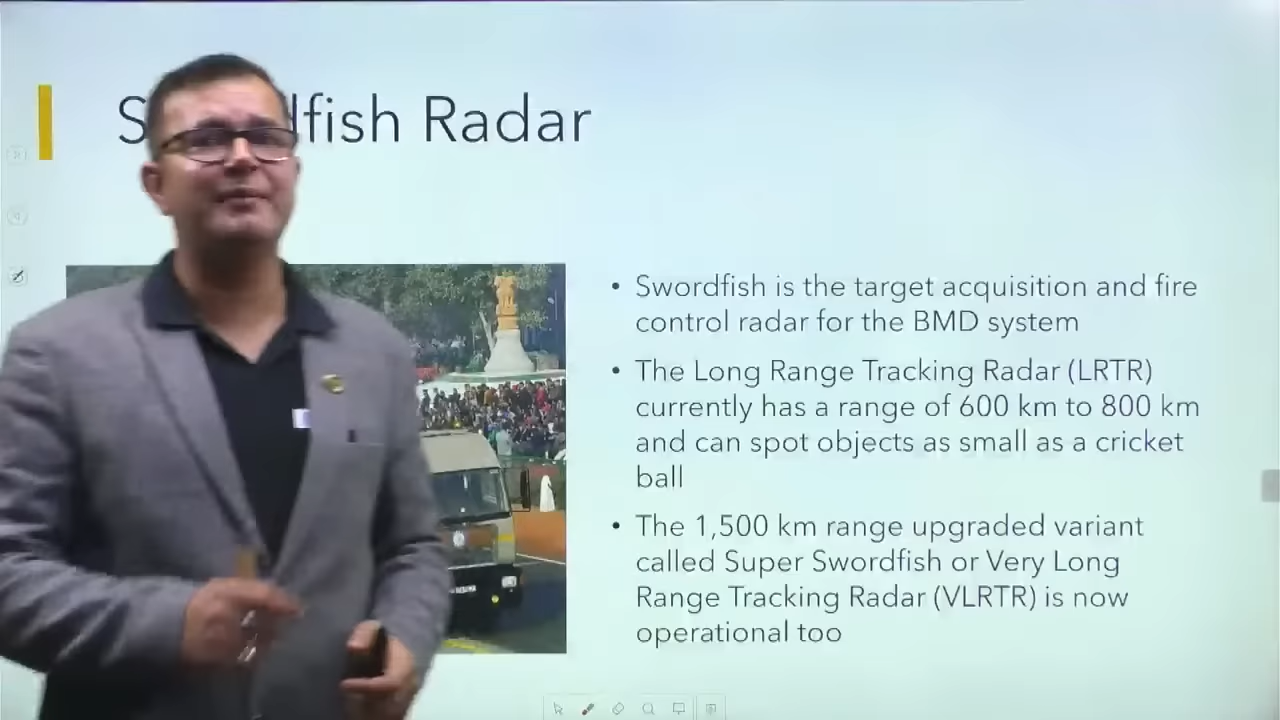 Swordfish Radar
• Swordfish is the target acquisition and fire
control radar for the BMD system
• The Long Range Tracking Radar (LRTR)
currently has a range of 600 km to 800 km
and can spot objects as small as a cricket
ball
• The 1,500 km range upgraded variant
called Super Swordfish or Very Long
Range Tracking Radar (VLRTR) is now
operational too